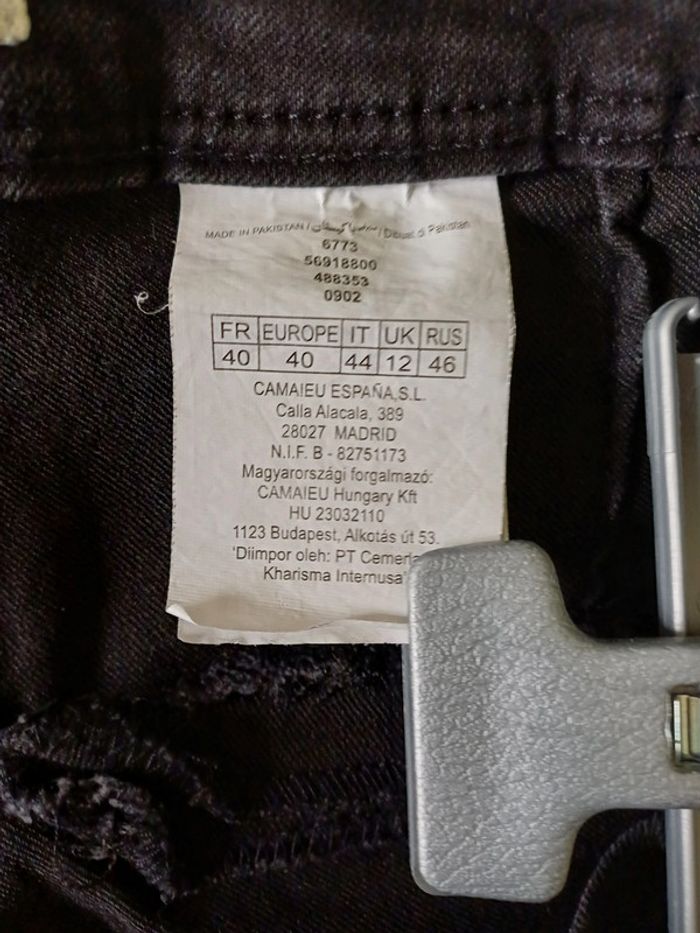 MADE IN PAKISTAN / / Dibuat di Pakistan
6773
56918800
488353
0902
FR EUROPE IT UK RUS
40 40 44 12 46
CAMAIEU ESPAÑA,S.L.
Calla Alacala, 389
28027 MADRID
N.I.F. B - 82751173
Magyarországi forgalmazó:
CAMAIEU Hungary Kft
HU 23032110
1123 Budapest, Alkotás út 53.
'Diimpor oleh: PT
Kharisma Internusa'